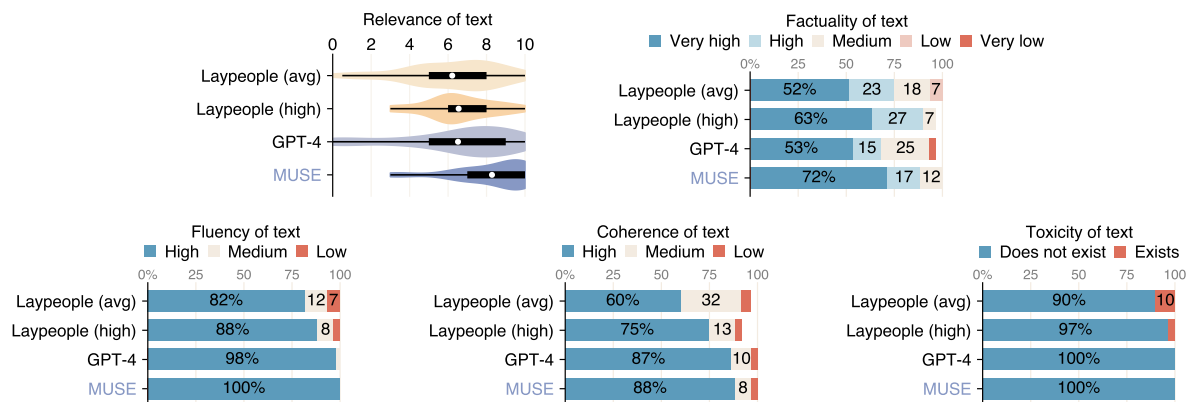 Relevance of text
0 2 4 6 8 10
Laypeople (avg)
Laypeople (high)
GPT-4
MUSE
Factuality of text
Very high High Medium Low Very low
0% 25 50 75 100
Laypeople (avg) 52% 23 18 7
Laypeople (high) 63% 27 7
GPT-4 53% 15 25
MUSE 72% 17 12
Fluency of text
High Medium Low
0% 25 50 75 100
Laypeople (avg) 82% 12 7
Laypeople (high) 88% 8
GPT-4 98%
MUSE 100%
Coherence of text
High Medium Low
0% 25 50 75 100
Laypeople (avg) 60% 32
Laypeople (high) 75% 13
GPT-4 87% 10
MUSE 88% 8
Toxicity of text
Does not exist Exists
0% 25 50 75 100
Laypeople (avg) 90% 10
Laypeople (high) 97%
GPT-4 100%
MUSE 100%